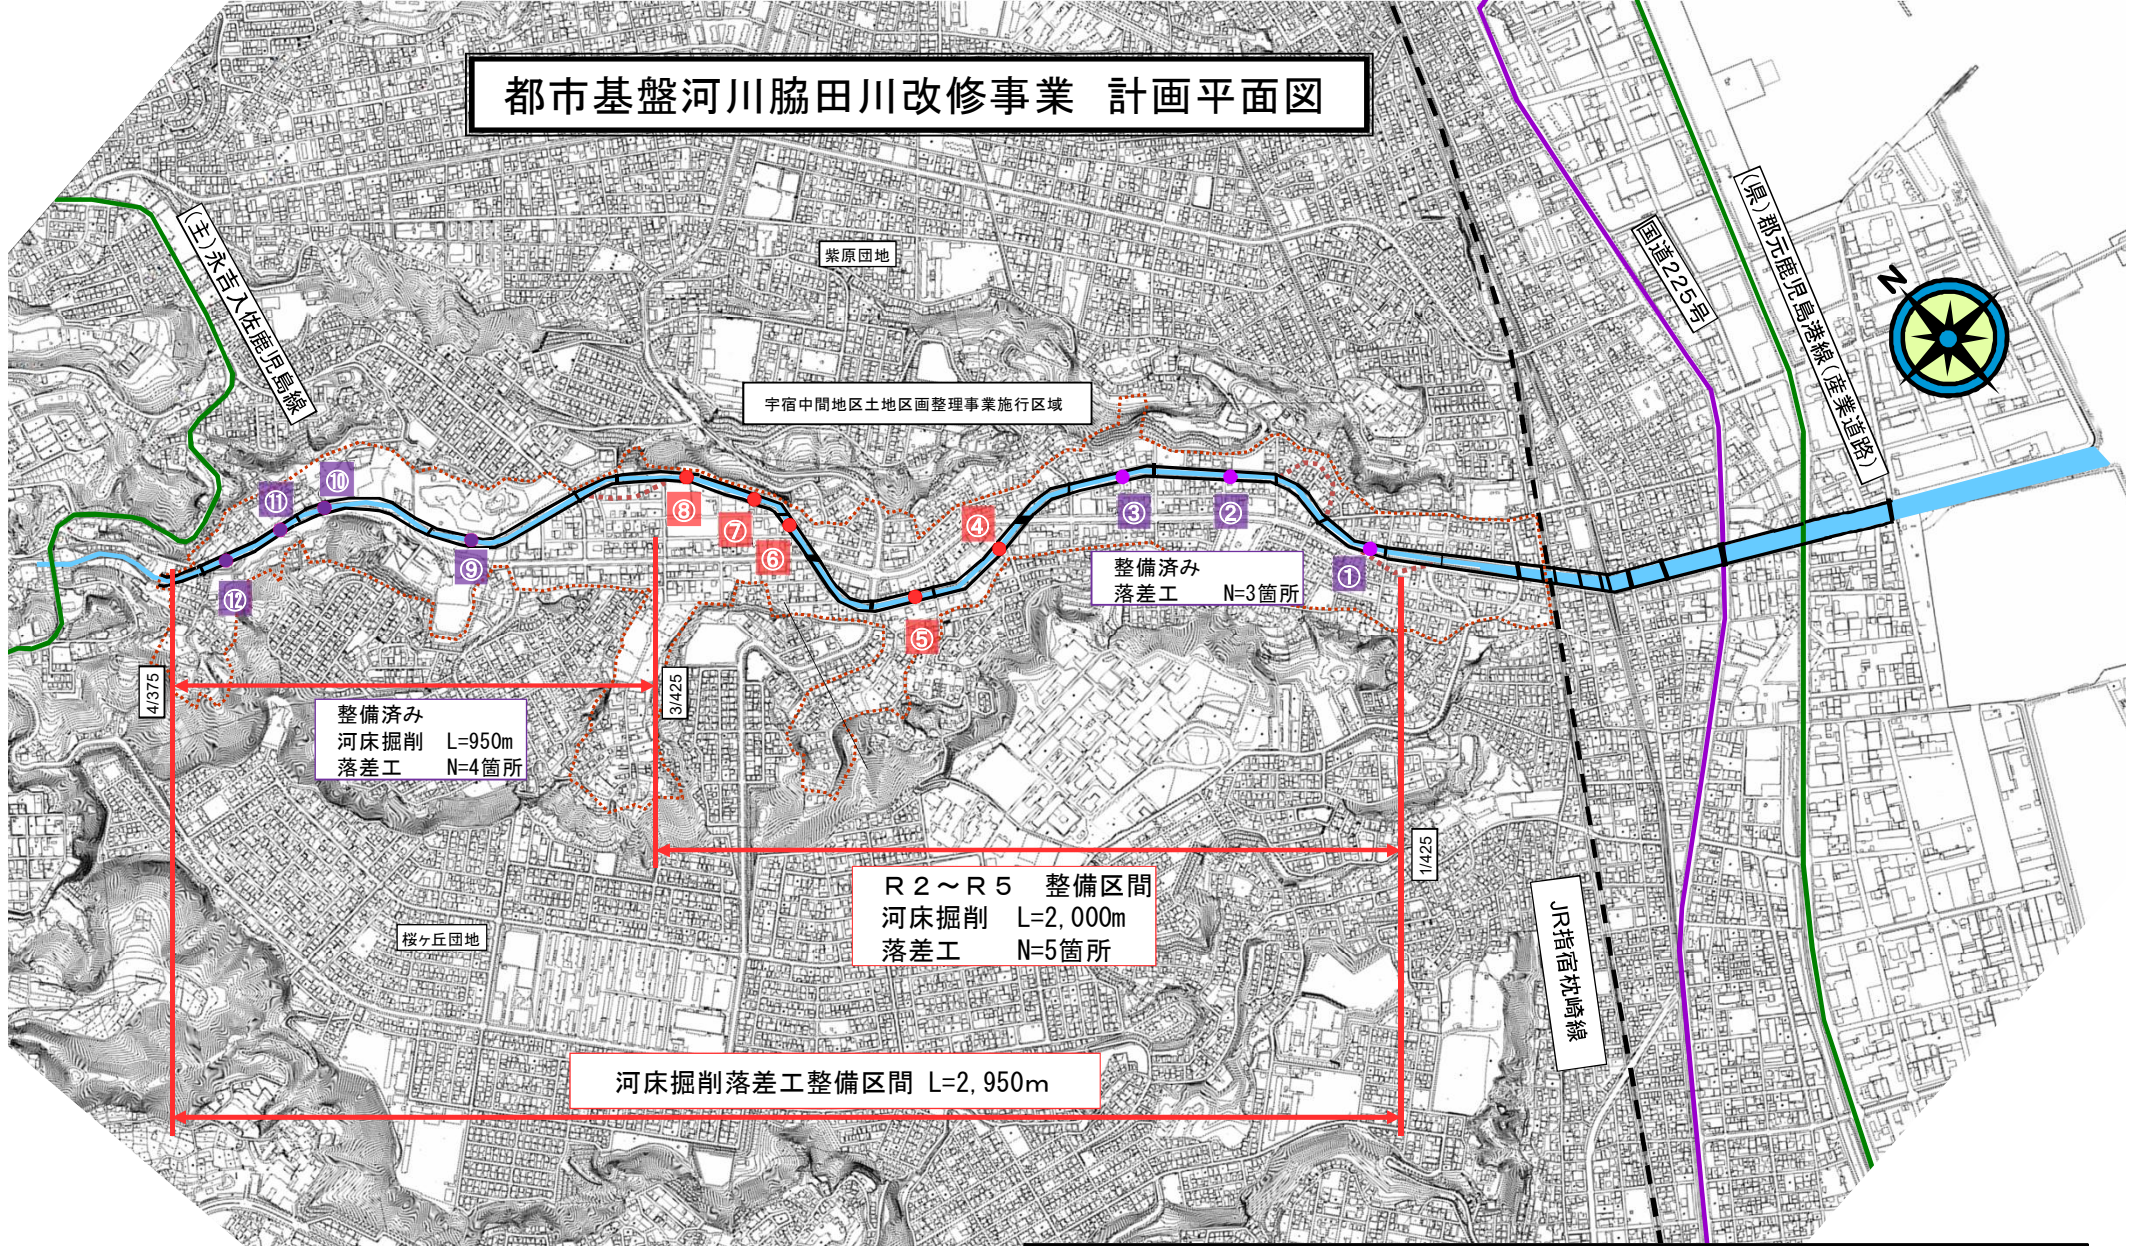 都市基盤河川脇田川改修事業 計画平面図
(主)永吉入佐鹿児島線
紫原団地
国道225号
(県)郡元鹿児島港線(産業道路)
N
宇宿中間地区土地区画整理事業施行区域
⑪
⑩
⑧
⑦
⑥
④
③
②
⑨
⑫
⑤
①
整備済み
落差工 N=3箇所
4/375
3/425
整備済み
河床掘削 L=950m
落差工 N=4箇所
1/425
R2～R5 整備区間
河床掘削 L=2,000m
落差工 N=5箇所
桜ヶ丘団地
JR指宿枕崎線
河床掘削落差工整備区間 L=2,950m